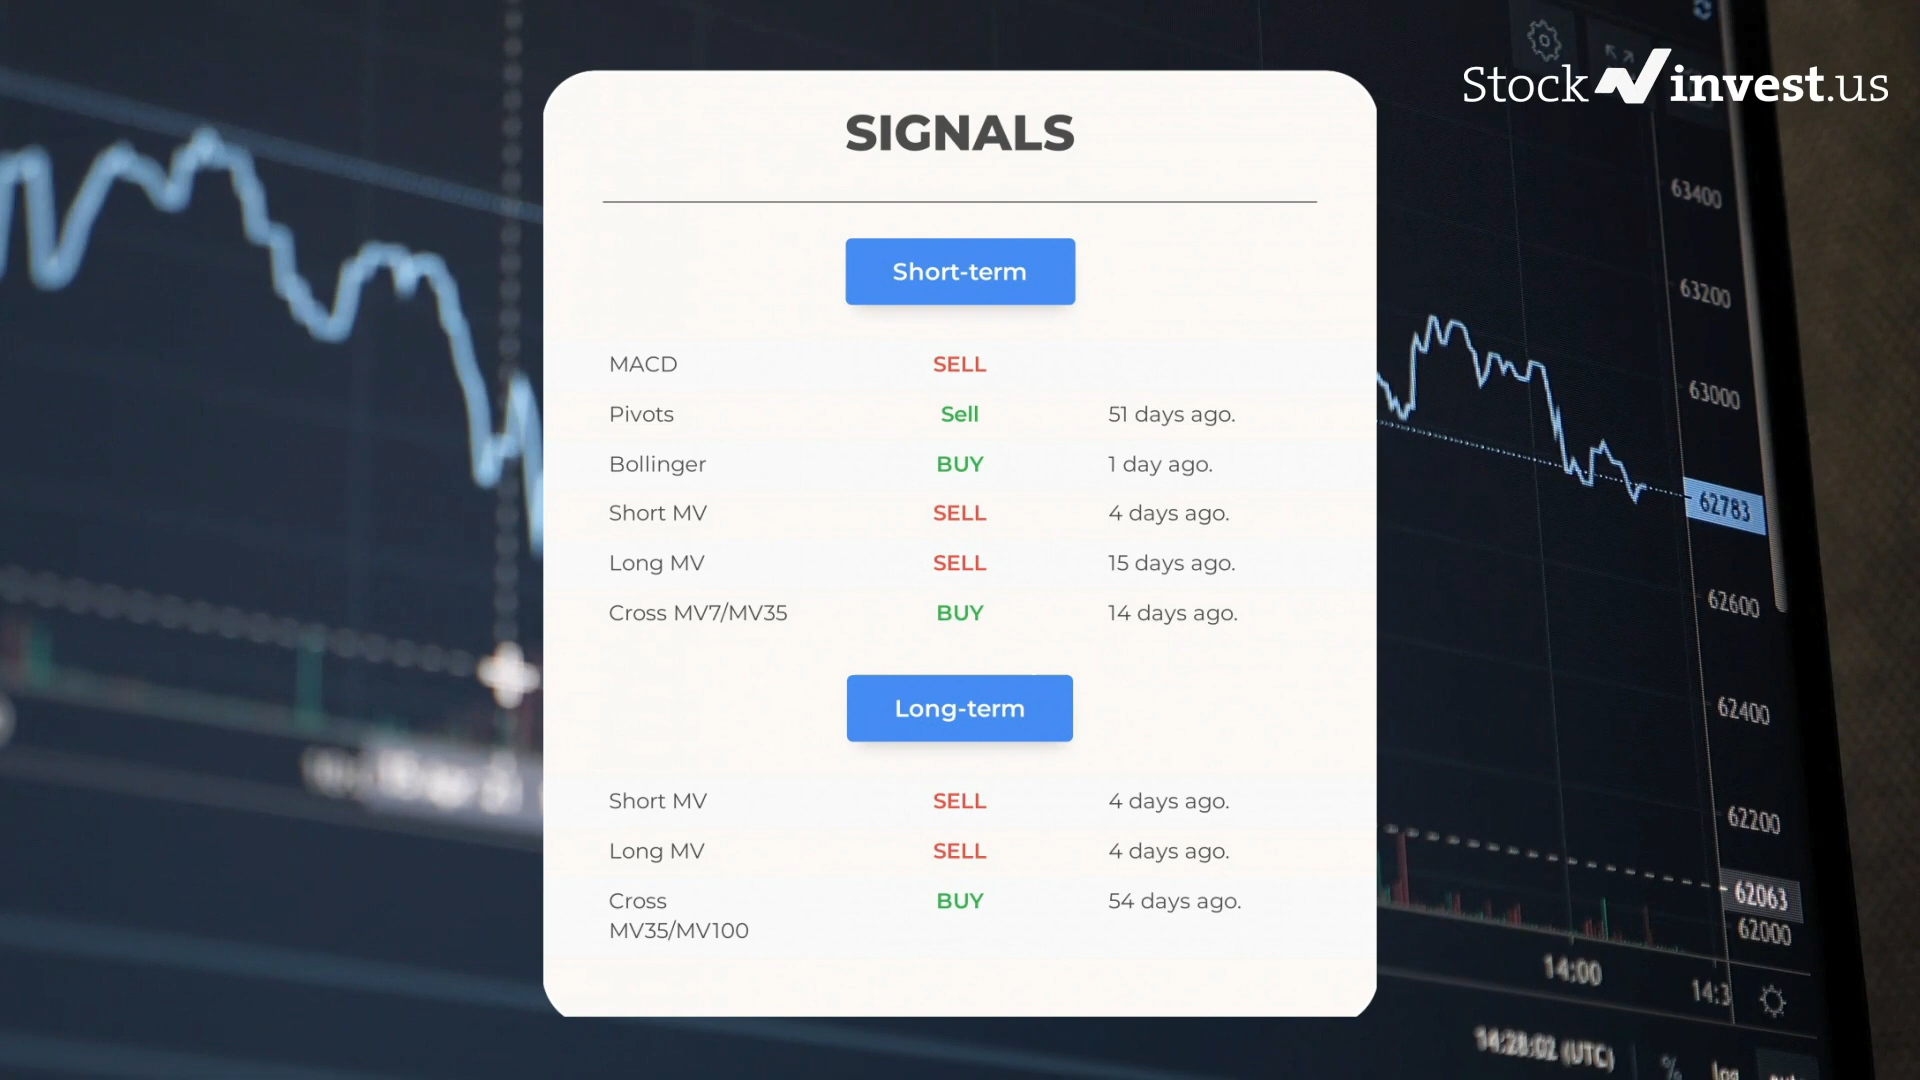 Stock invest.us
SIGNALS
Short-term
MACD SELL
Pivots Sell 51 days ago.
Bollinger BUY 1 day ago.
Short MV SELL 4 days ago.
Long MV SELL 15 days ago.
Cross MV7/MV35 BUY 14 days ago.
Long-term
Short MV SELL 4 days ago.
Long MV SELL 4 days ago.
Cross BUY 54 days ago.
MV35/MV100
63400
63200
63000
62783
62600
62400
62200
62063
62000
14:00
14:3
14:28:02 (UTC)
%
log